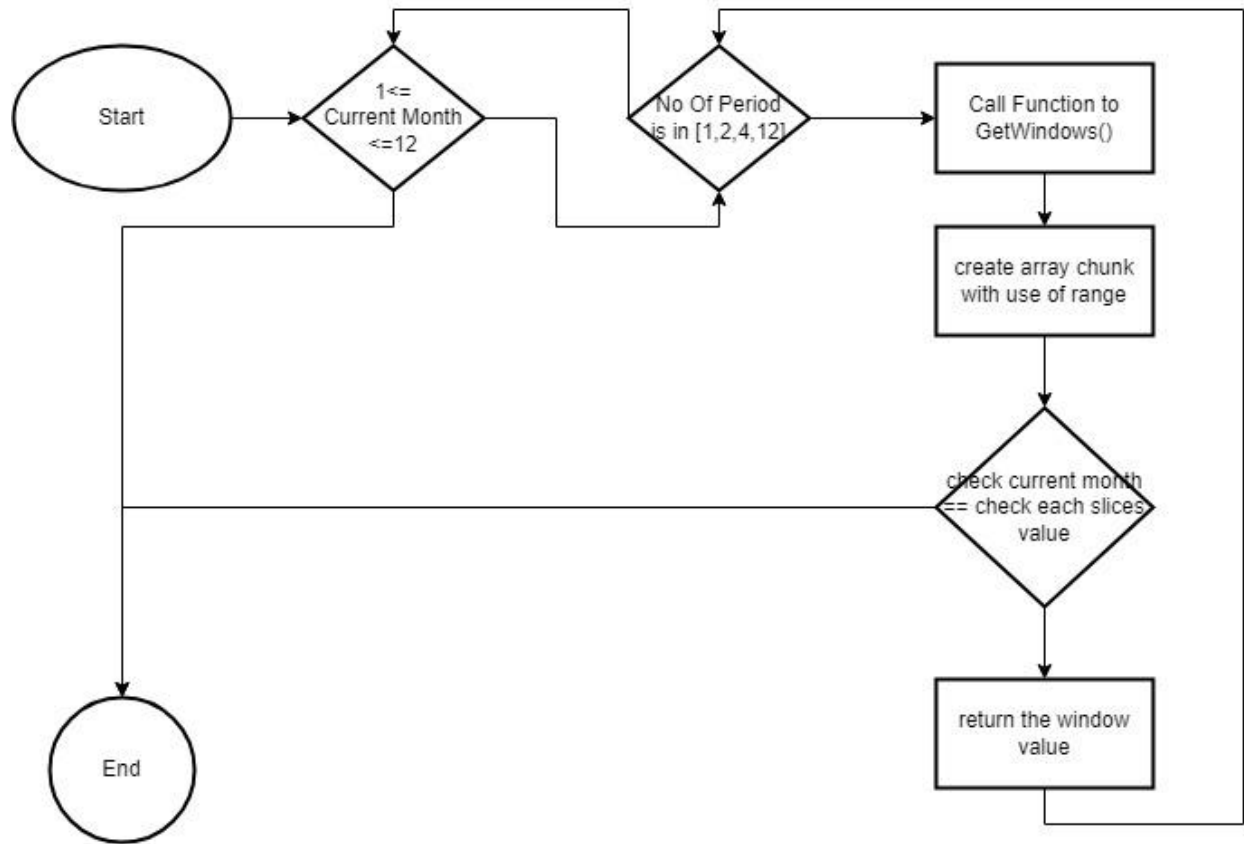 Start
1<=
Current Month
<=12
No Of Period
is in [1,2,4,12]
Call Function to
GetWindows()
create array chunk
with use of range
check current month
== check each slices
value
return the window
value
End